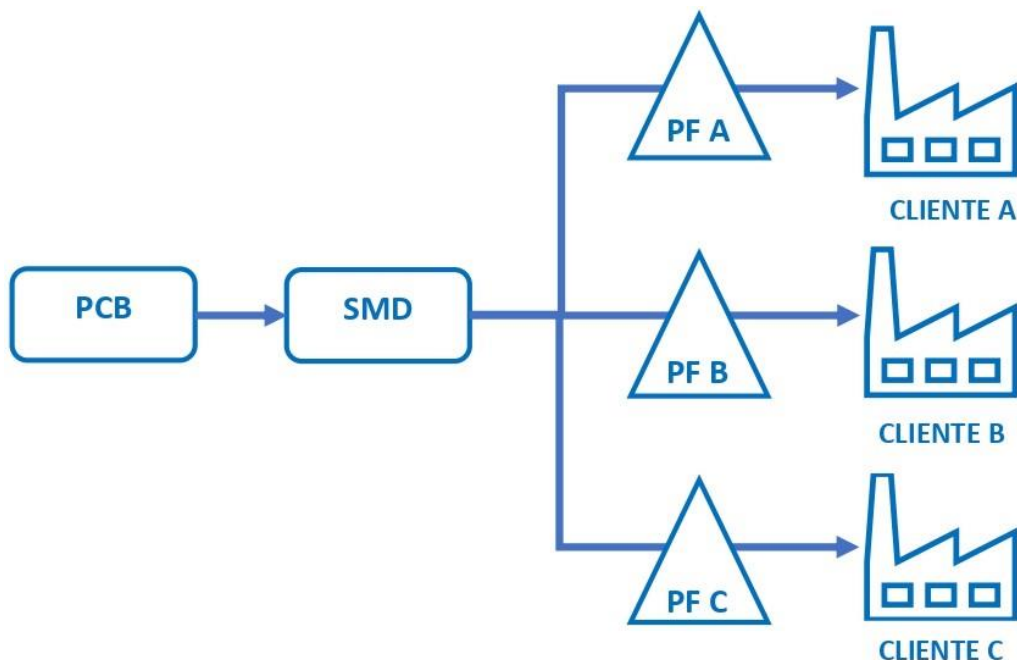 PF A
CLIENTE A
PCB
SMD
PF B
CLIENTE B
PF C
CLIENTE C